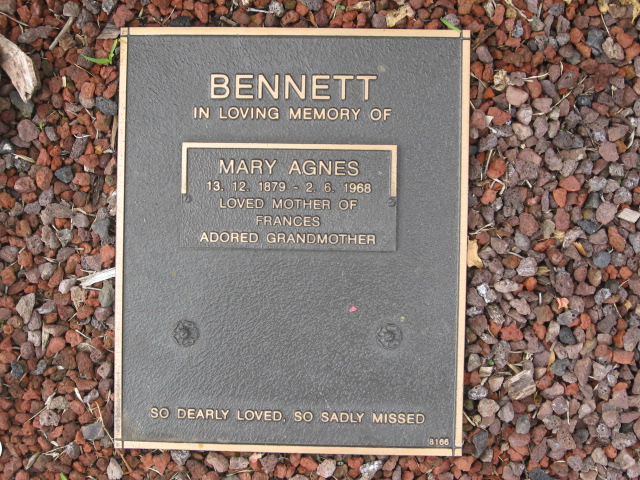 BENNETT
IN LOVING MEMORY OF
MARY AGNES
13. 12. 1879 - 2. 6. 1968
LOVED MOTHER OF
FRANCES
ADORED GRANDMOTHER
SO DEARLY LOVED, SO SADLY MISSED
8166